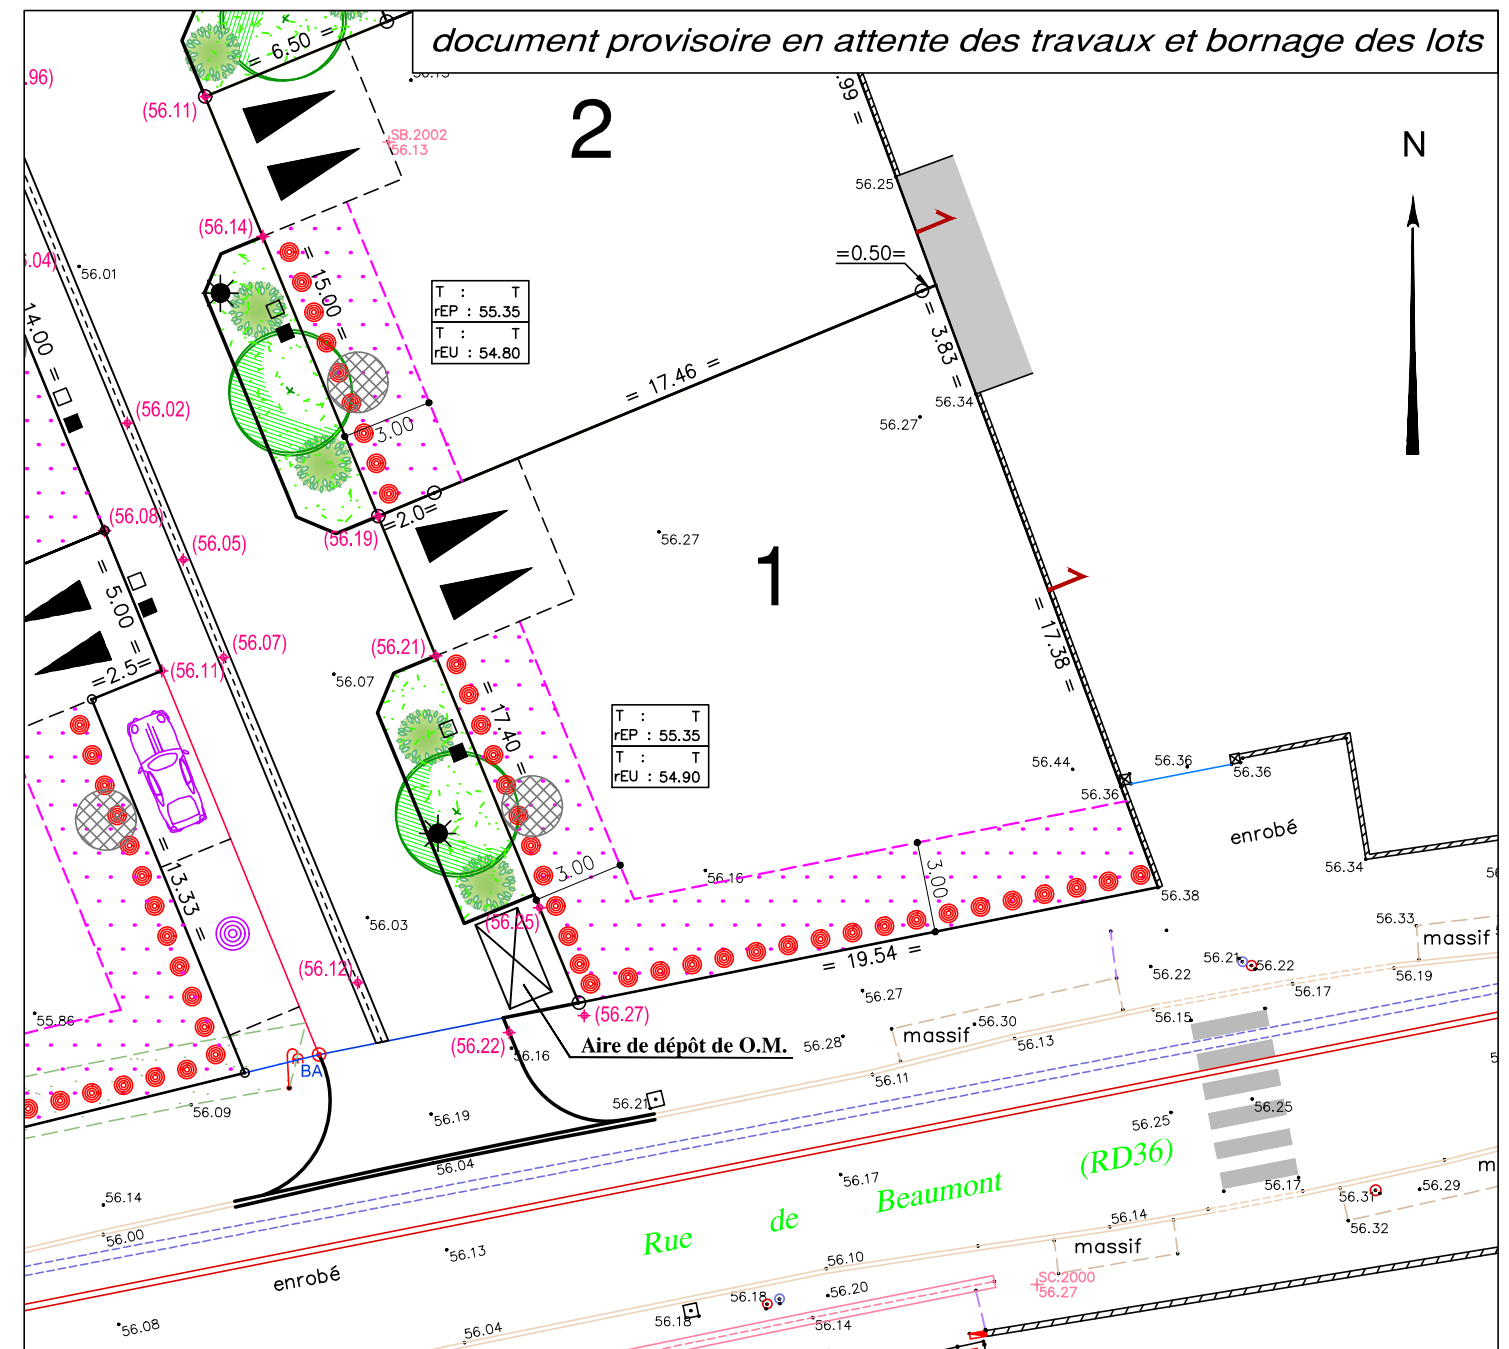 document provisoire en attente des travaux et bornage des lots
= 6.50 =
.96)
(56.11)
2
.99 =
N
SB.2002
56.13
56.25
1
(56.14)
=0.50=
.04)
56.01
= 15.00 =
T : T
rEP : 55.35
T : T
rEU : 54.80
14.00 =
= 3.83 =
= 17.46 =
56.34
(56.02)
56.27
3.00
(56.08)
=2.0=
(56.19)
56.27
(56.05)
1
1
= 5.00 =
= 17.38 =
(56.07)
(56.21)
(56.11)
=2.5=
56.07
= 17.40 =
T : T
rEP : 55.35
T : T
rEU : 54.90
56.44
56.36
56.36
56.36
enrobé
56.34
3.00
56.16
3.00
56.38
= 13.33 =
56.03
(56.25)
56.33
massif
= 19.54 =
56.21
56.22
56.22
56.19
(56.12)
56.27
56.17
55.86
(56.27)
56.15
56.30
massif
56.28
56.13
(56.22)
56.16
Aire de dépôt de O.M.
BA
56.11
56.09
56.19
56.21
56.25
56.25
56.04
Rue de Beaumont (RD36)
56.17
56.17
56.31
56.29
56.14
56.00
56.14
56.32
56.13
massif
56.10
enrobé
SC.2000
56.27
56.18
56.20
56.18
56.14
56.08
56.04